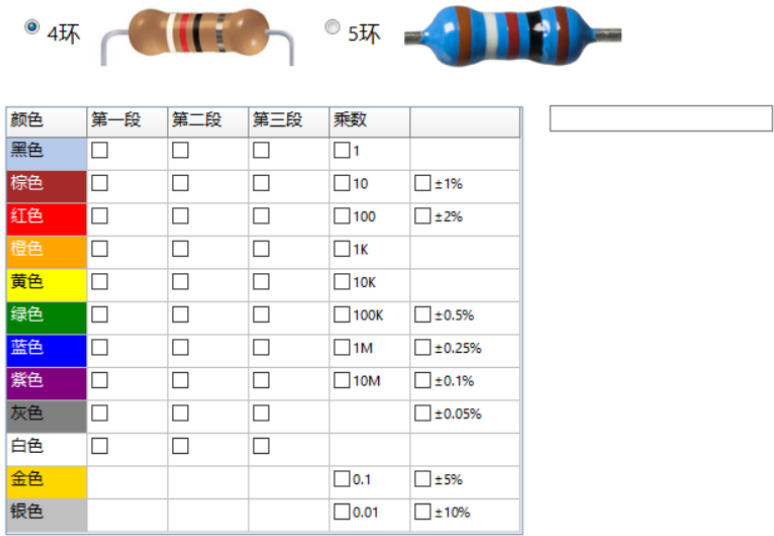 4环 5环
颜色 第一段 第二段 第三段 乘数
黑色 1
棕色 10 ±1%
红色 100 ±2%
橙色 1K
黄色 10K
绿色 100K ±0.5%
蓝色 1M ±0.25%
紫色 10M ±0.1%
灰色 ±0.05%
白色
金色 0.1 ±5%
银色 0.01 ±10%